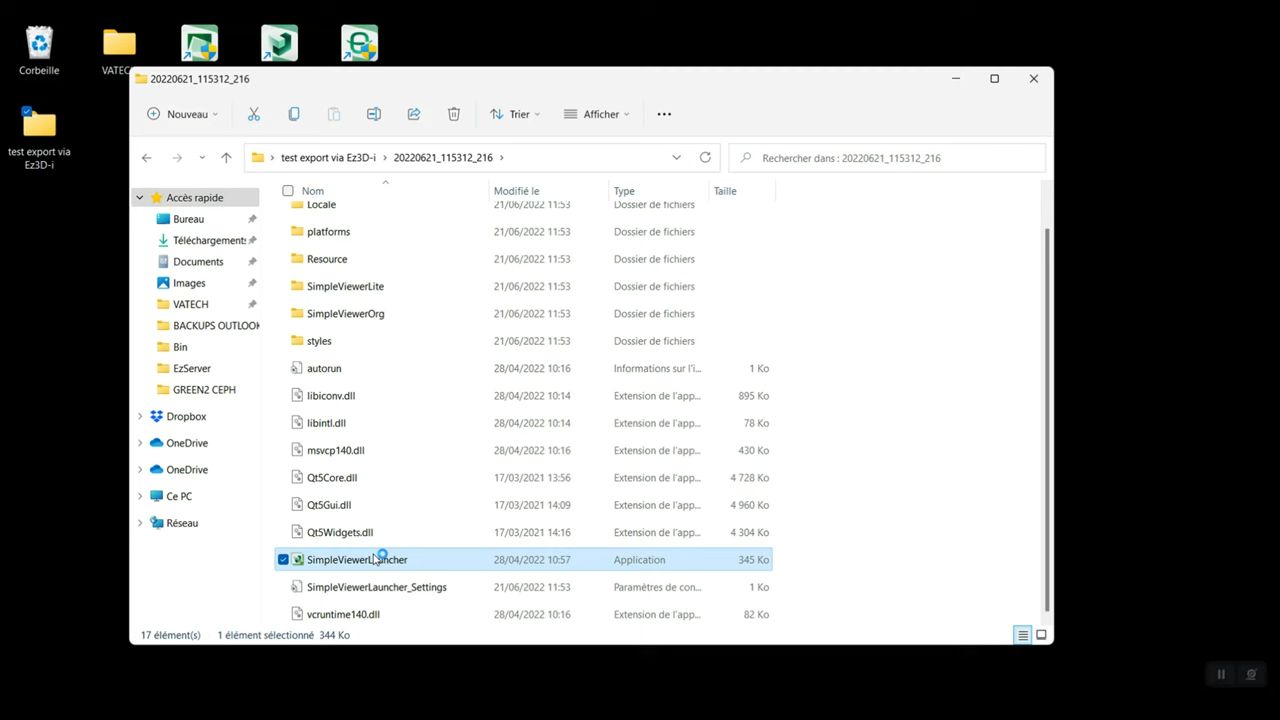 Corbeille
VATEC
test export via
Ez3D-i
20220621_115312_216
Nouveau
Trier
Afficher
test export via Ez3D-i
20220621_115312_216
Rechercher dans : 20220621_115312_216
Nom
Modifié le
Type
Taille
Accès rapide
Bureau
Téléchargements
Documents
Images
VATECH
BACKUPS OUTLOOK
Bin
EzServer
GREEN2 CEPH
Dropbox
OneDrive
OneDrive
Ce PC
Réseau
Locale 21/06/2022 11:53 Dossier de fichiers
platforms 21/06/2022 11:53 Dossier de fichiers
Resource 21/06/2022 11:53 Dossier de fichiers
SimpleViewerLite 21/06/2022 11:53 Dossier de fichiers
SimpleViewerOrg 21/06/2022 11:53 Dossier de fichiers
styles 21/06/2022 11:53 Dossier de fichiers
autorun 28/04/2022 10:16 Informations sur l'i... 1 Ko
libiconv.dll 28/04/2022 10:14 Extension de l'app... 895 Ko
libintl.dll 28/04/2022 10:14 Extension de l'app... 78 Ko
msvcp140.dll 28/04/2022 10:16 Extension de l'app... 430 Ko
Qt5Core.dll 17/03/2021 13:56 Extension de l'app... 4 728 Ko
Qt5Gui.dll 17/03/2021 14:09 Extension de l'app... 4 960 Ko
Qt5Widgets.dll 17/03/2021 14:16 Extension de l'app... 4 304 Ko
SimpleViewerLauncher 28/04/2022 10:57 Application 345 Ko
SimpleViewerLauncher_Settings 21/06/2022 11:53 Paramètres de con... 1 Ko
vcruntime140.dll 28/04/2022 10:16 Extension de l'app... 82 Ko
17 élément(s) 1 élément sélectionné 344 Ko